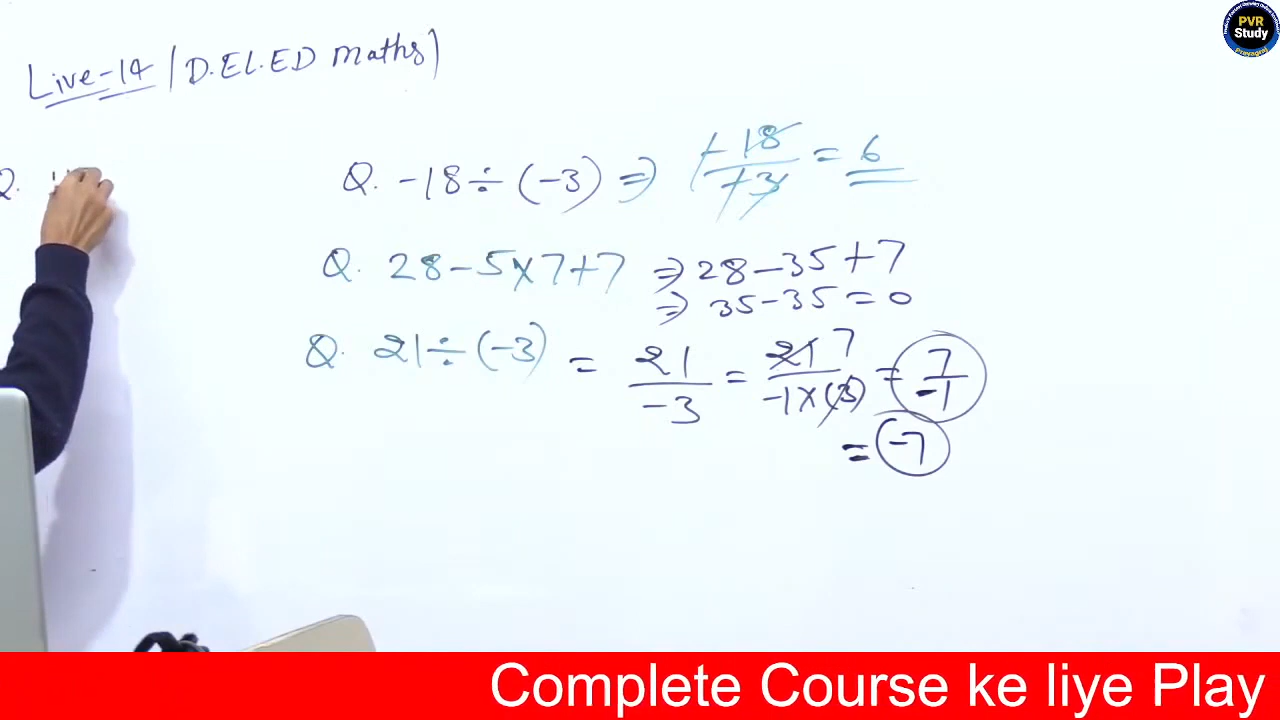 Live-14 / D.EL.ED Maths)
PVR
Study
Prayagraj
Q.
Q. -18 ÷ (-3) ⇒ -18/-3 = 6
Q. 28-5×7+7 ⇒ 28-35+7
⇒ 35-35 = 0
Q. 21 ÷ (-3) = 21/-3 = 21 7/-1×(3) = 7/-1
= -7
Complete Course ke liye Play